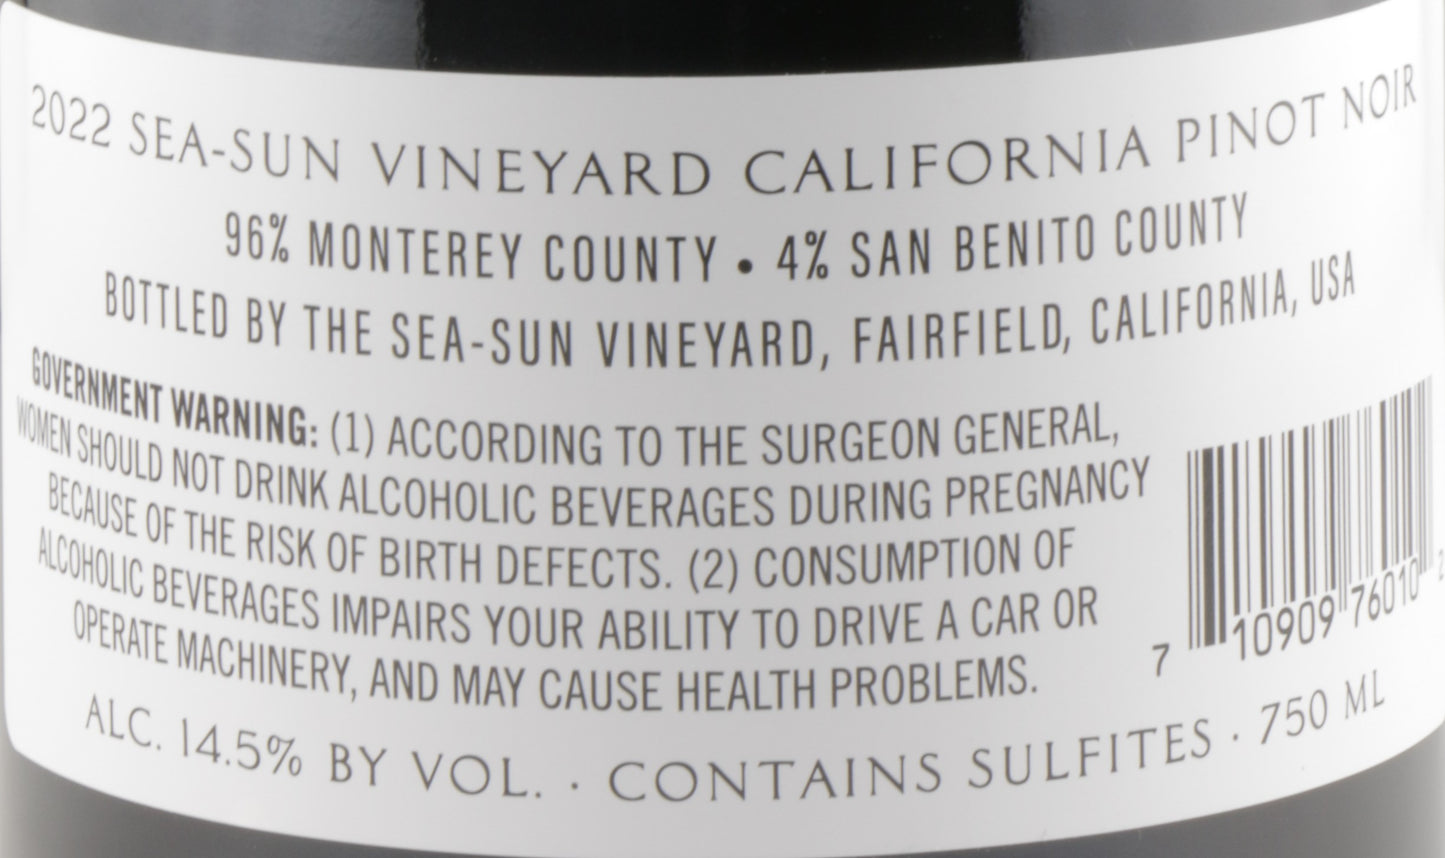 2022 SEA-SUN VINEYARD CALIFORNIA PINOT NOIR
96% MONTEREY COUNTY • 4% SAN BENITO COUNTY
BOTTLED BY THE SEA-SUN VINEYARD, FAIRFIELD, CALIFORNIA, USA
GOVERNMENT WARNING: (1) ACCORDING TO THE SURGEON GENERAL,
WOMEN SHOULD NOT DRINK ALCOHOLIC BEVERAGES DURING PREGNANCY
BECAUSE OF THE RISK OF BIRTH DEFECTS. (2) CONSUMPTION OF
ALCOHOLIC BEVERAGES IMPAIRS YOUR ABILITY TO DRIVE A CAR OR
OPERATE MACHINERY, AND MAY CAUSE HEALTH PROBLEMS.
7 10909 76010
ALC. 14.5% BY VOL. · CONTAINS SULFITES · 750 ML